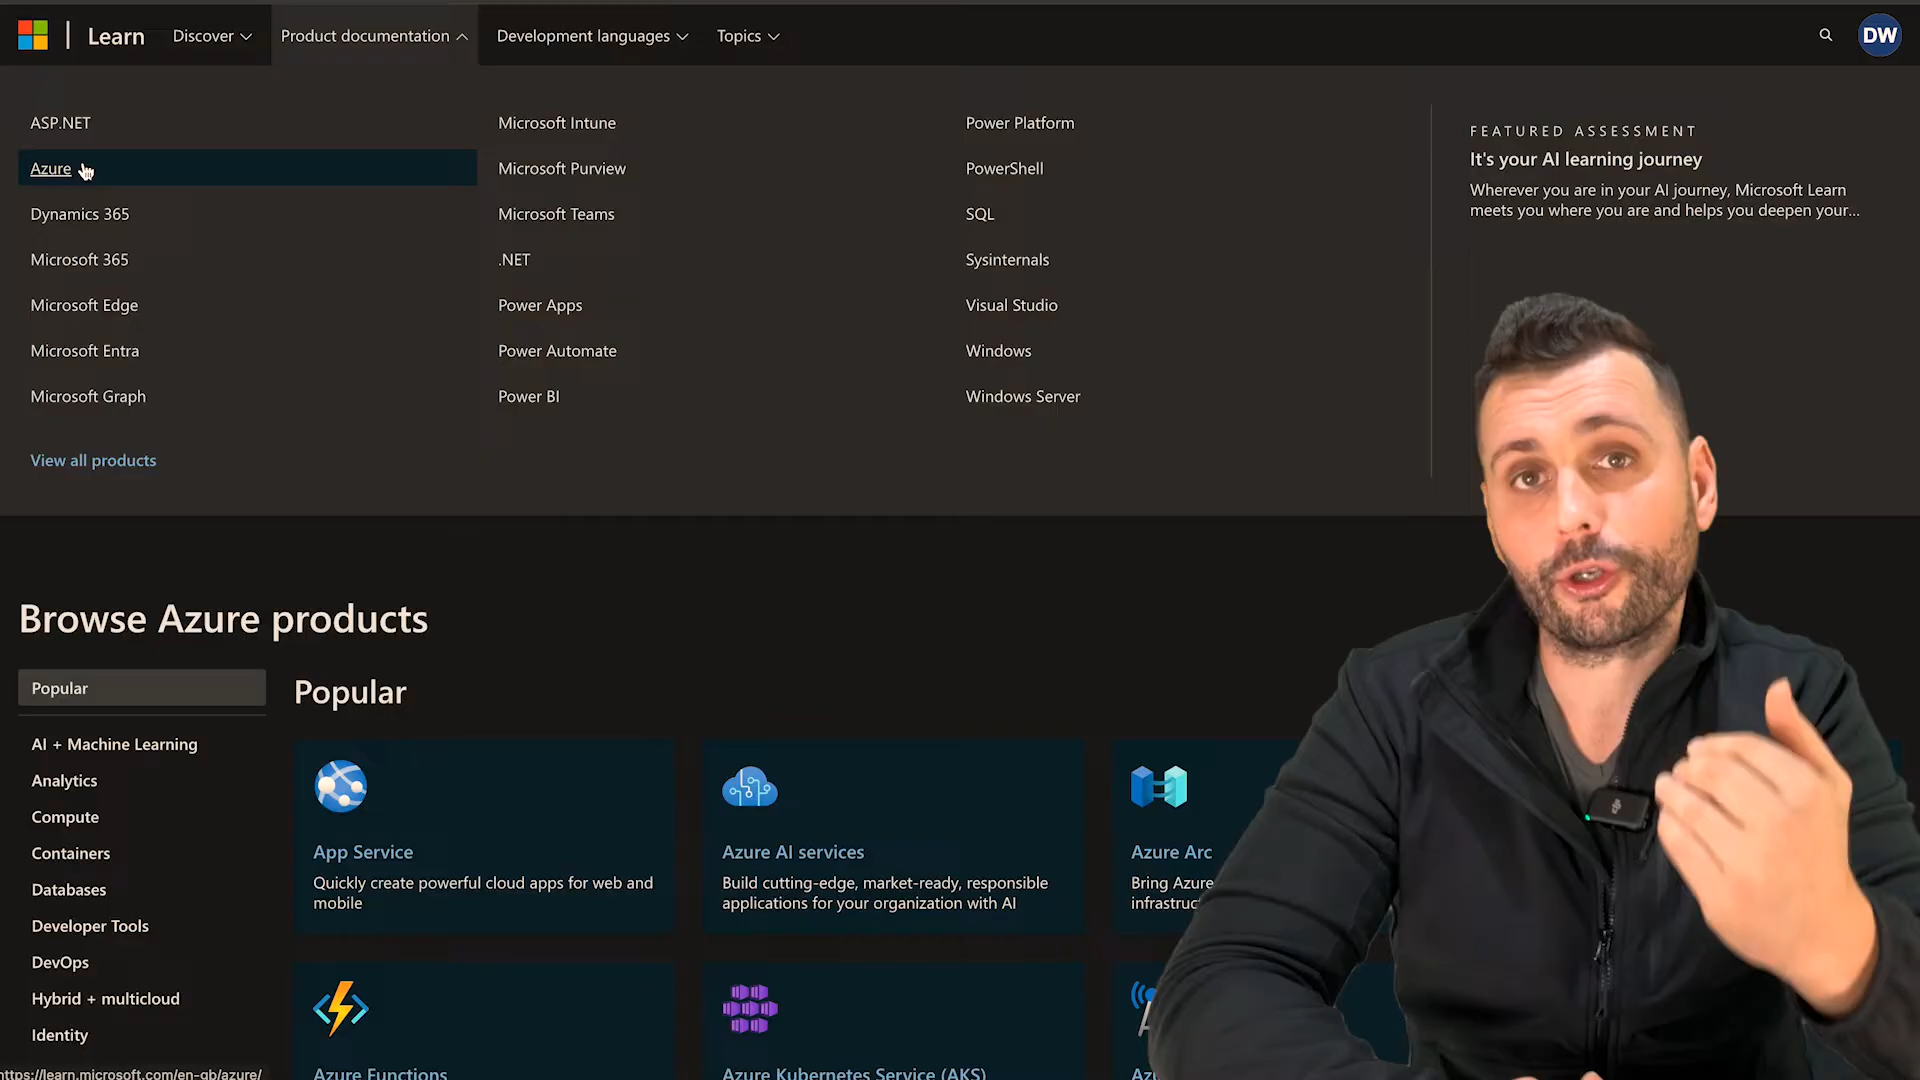 Learn
Discover
Product documentation
Development languages
Topics
DW
ASP.NET
Azure
Dynamics 365
Microsoft 365
Microsoft Edge
Microsoft Entra
Microsoft Graph
View all products
Microsoft Intune
Microsoft Purview
Microsoft Teams
.NET
Power Apps
Power Automate
Power BI
Power Platform
PowerShell
SQL
Sysinternals
Visual Studio
Windows
Windows Server
FEATURED ASSESSMENT
It's your AI learning journey
Wherever you are in your AI journey, Microsoft Learn
meets you where you are and helps you deepen your...
Browse Azure products
Popular
AI + Machine Learning
Analytics
Compute
Containers
Databases
Developer Tools
DevOps
Hybrid + multicloud
Identity
Popular
App Service
Quickly create powerful cloud apps for web and
mobile
Azure AI services
Build cutting-edge, market-ready, responsible
applications for your organization with AI
Azure Arc
Bring Azure
Azure Functions
Azure Kubernetes Service (AKS)
https://learn.microsoft.com/en-gb/azure/